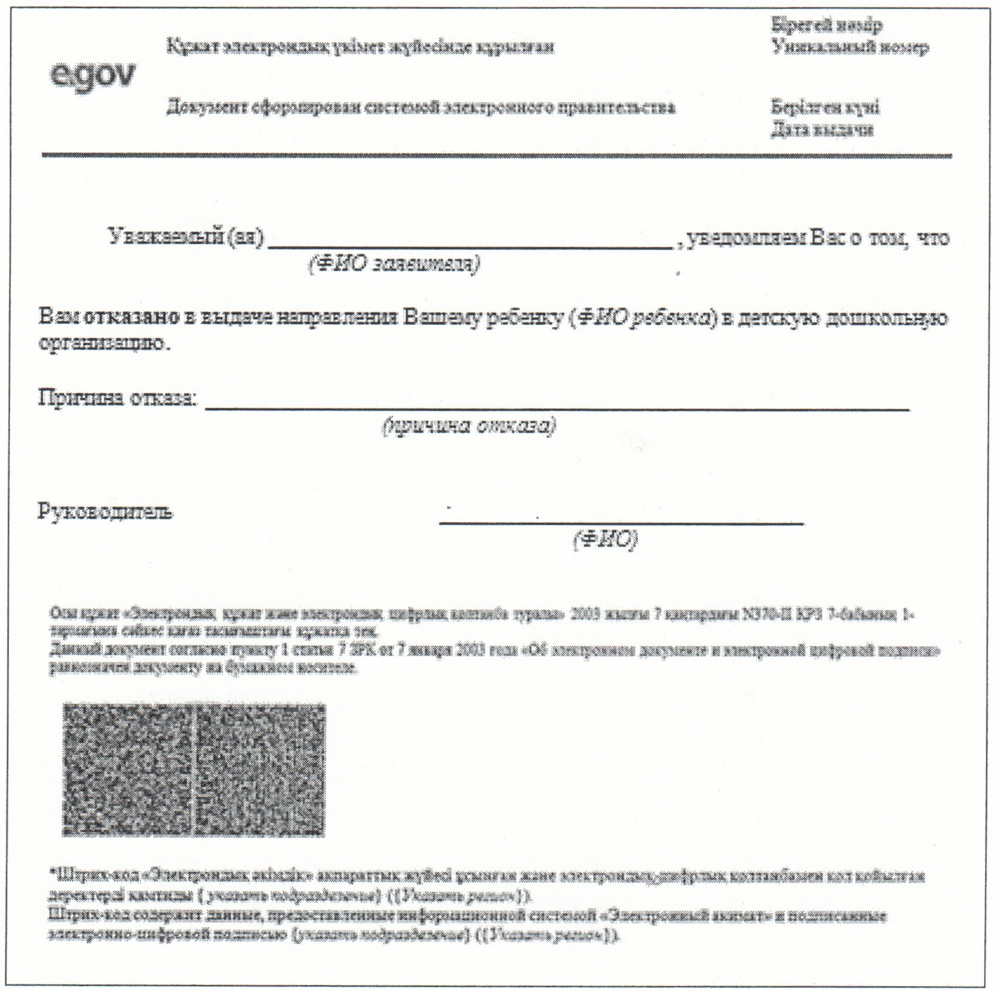 Бірегей нөмір
Құжат электрондық үкімет жүйесінде құрылған
Уникальный номер
e.gov
Документ сформирован системой электронного правительства
Берілген күні
Дата выдачи
Уважаемый (ая) , уведомляем Вас о том, что
(ФИО заявителя)
Вам отказано в выдаче направления Вашему ребенку (ФИО ребенка) в детскую дошкольную
организацию.
Причина отказа:
(причина отказа)
Руководитель
(ФИО)
Осы құжат «Электрондық құжат және электрондық цифрлық қолтаңба туралы» 2003 жылғы 7 қаңтардағы N370-II ҚРЗ 7-бабының 1-
тармағына сәйкес қағаз тасығыштағы құжатқа тең.
Данный документ согласно пункту 1 статьи 7 ЗРК от 7 января 2003 года «Об электронном документе и электронной цифровой подписи»
равнозначен документу на бумажном носителе.
*Штрих-код «Электрондық әкімдік» ақпараттық жүйесі ұсынған және электрондық-цифрлық қолтаңбамен қол қойылған
деректерді қамтиды (указать подразделение) ({Указать регион}).
Штрих-код содержит данные, предоставленные информационной системой «Электронный акимат» и подписанные
электронно-цифровой подписью (указать подразделение) ({Указать регион}).